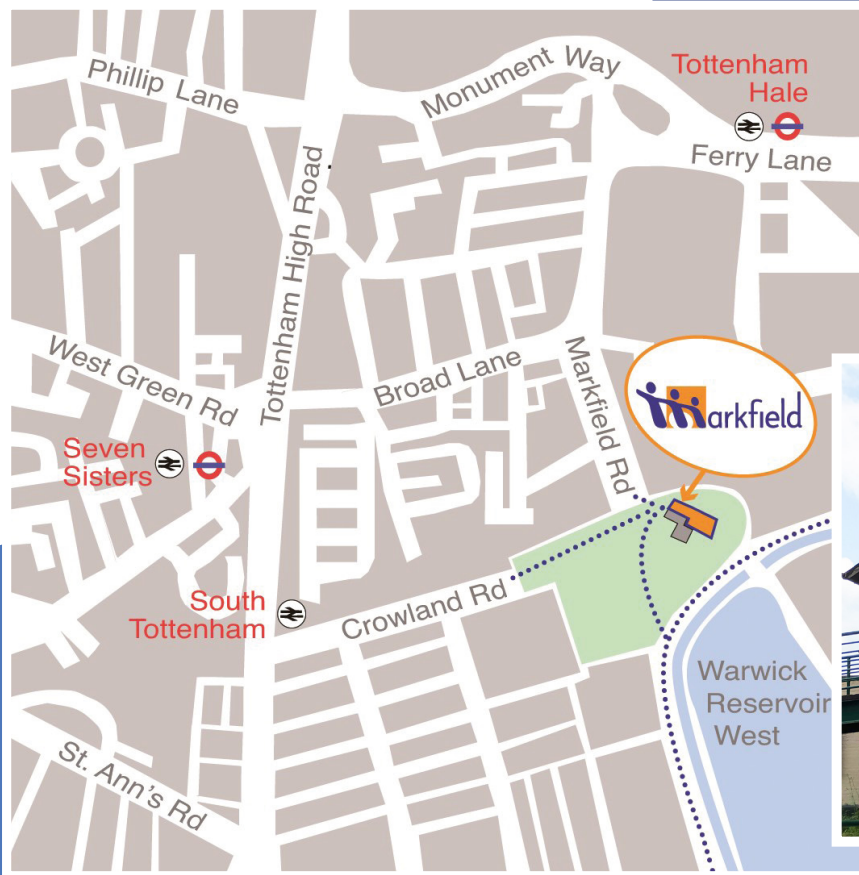 Phillip Lane
Monument Way
Tottenham
Hale
Ferry Lane
Tottenham High Road
West Green Rd
Broad Lane
Markfield Rd
markfield
Seven
Sisters
South
Tottenham
Crowland Rd
Warwick
Reservoir
West
St. Ann's Rd